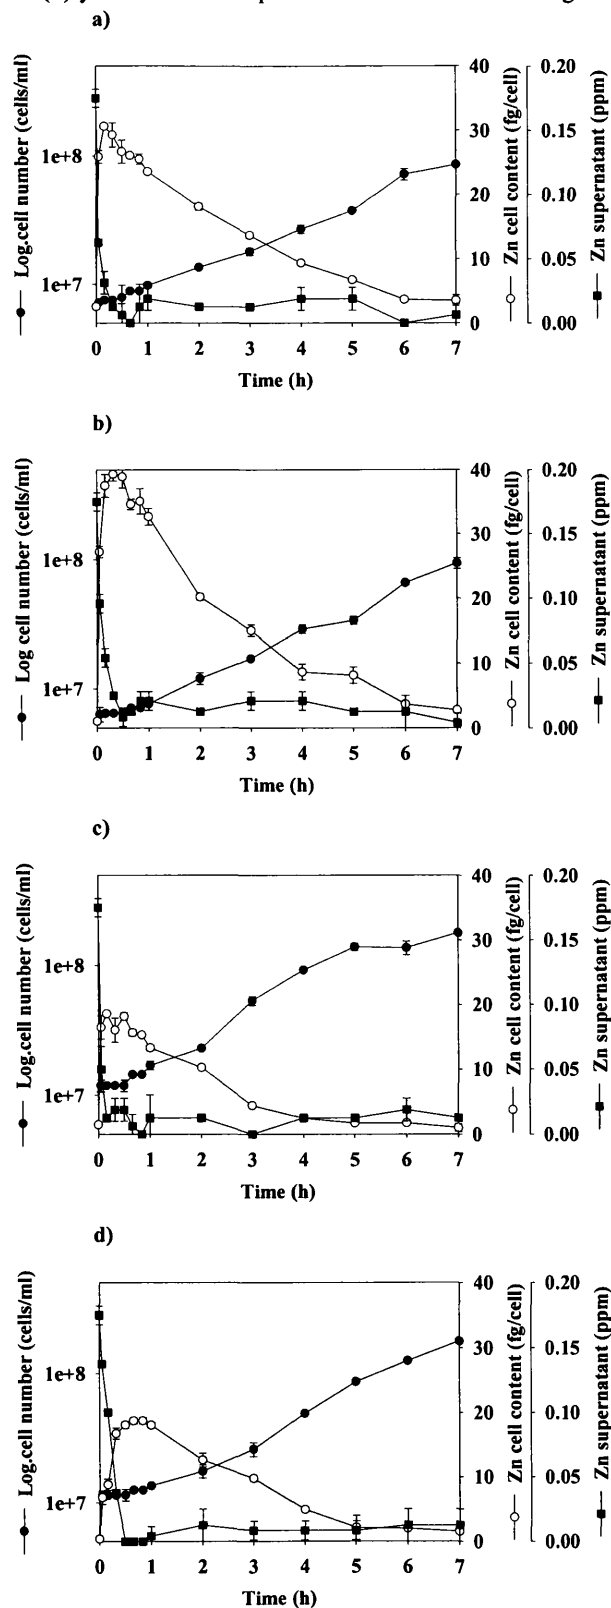 a)
Log.cell number (cells/ml)
1e+8
1e+7
40
30
20
10
0
Zn cell content (fg/cell)
0.20
0.15
0.10
0.05
0.00
Zn supernatant (ppm)
0 1 2 3 4 5 6 7
Time (h)
b)
Log cell number (cells/ml)
1e+8
1e+7
40
30
20
10
0
Zn cell content (fg/cell)
0.20
0.15
0.10
0.05
0.00
Zn supernatant (ppm)
0 1 2 3 4 5 6 7
Time (h)
c)
Log.cell number (cells/ml)
1e+8
1e+7
40
30
20
10
0
Zn cell content (fg/cell)
0.20
0.15
0.10
0.05
0.00
Zn supernatant (ppm)
0 1 2 3 4 5 6 7
Time (h)
d)
Log.cell number (cells/ml)
1e+8
1e+7
40
30
20
10
0
Zn cell content (fg/cell)
0.20
0.15
0.10
0.05
0.00
Zn supernatant (ppm)
0 1 2 3 4 5 6 7
Time (h)